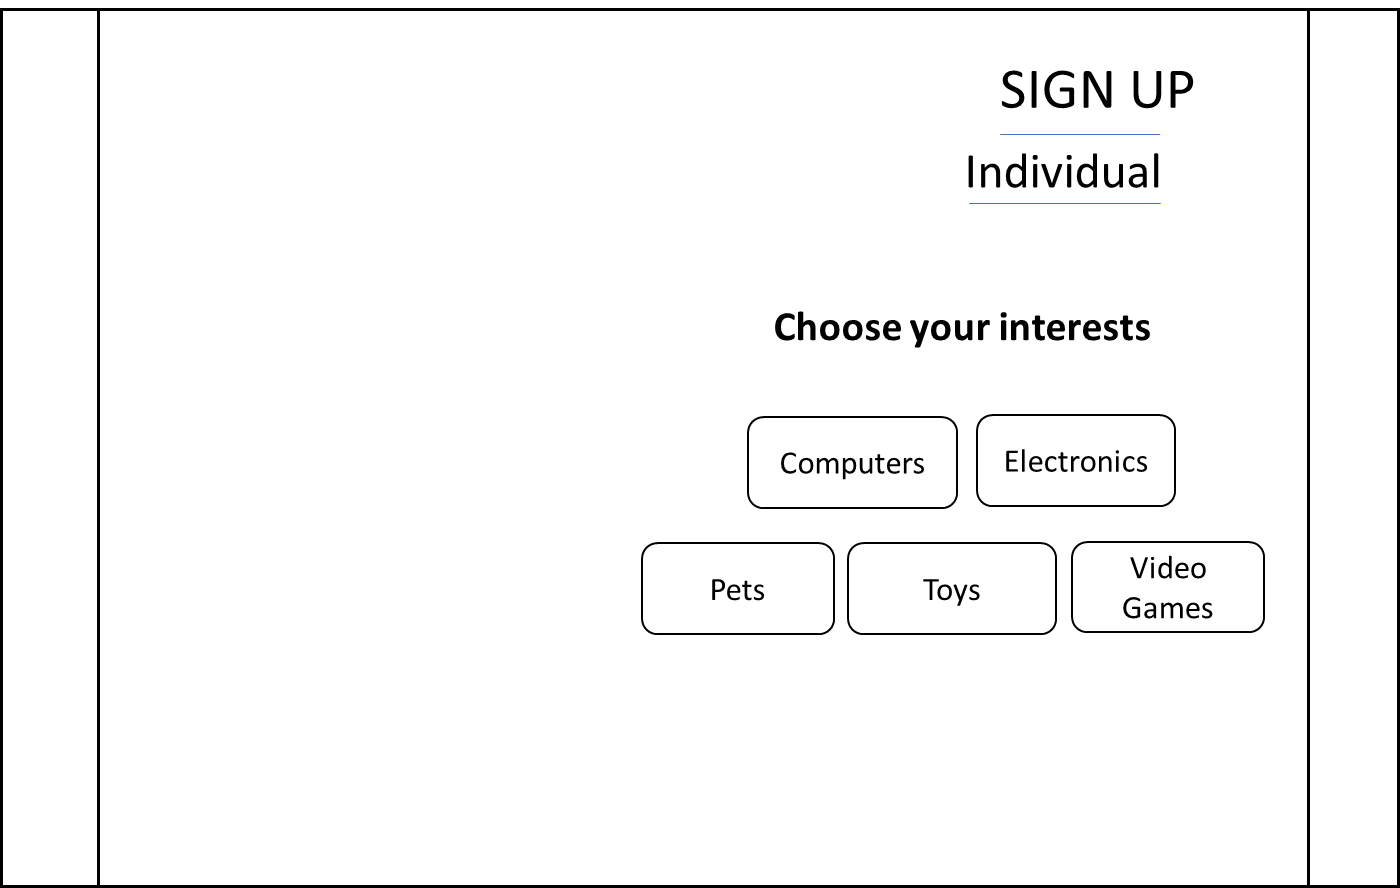 SIGN UP
Individual
Choose your interests
Computers
Electronics
Pets
Toys
Video
Games